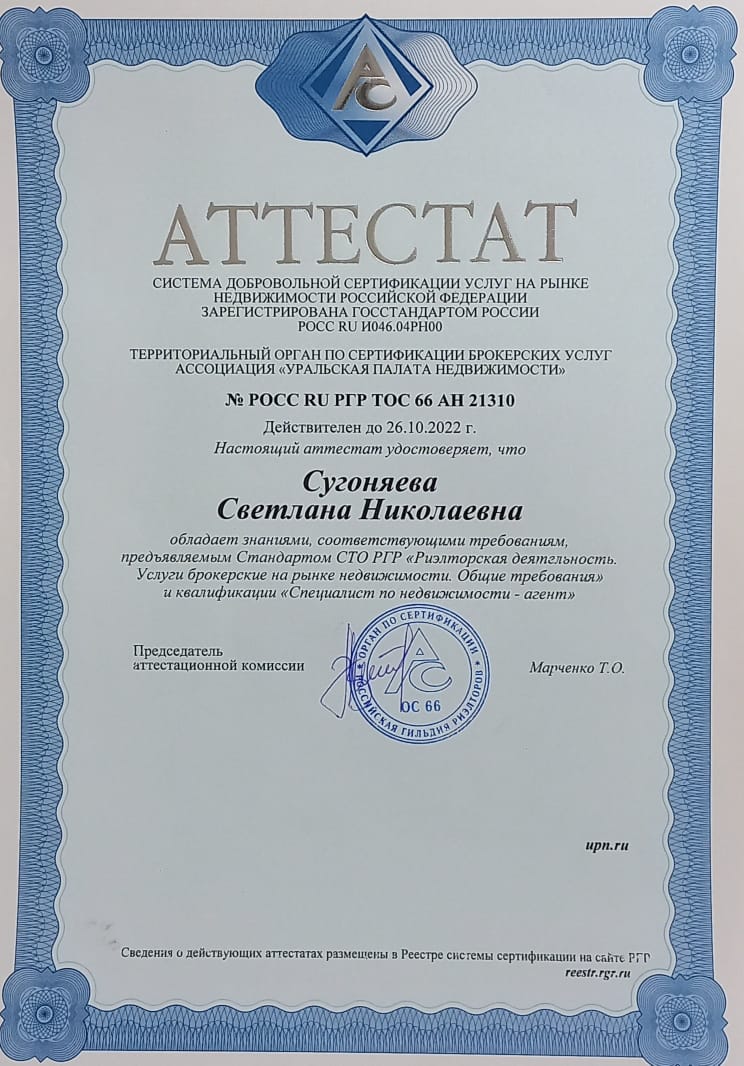 АС
АТТЕСТАТ
СИСТЕМА ДОБРОВОЛЬНОЙ СЕРТИФИКАЦИИ УСЛУГ НА РЫНКЕ
НЕДВИЖИМОСТИ РОССИЙСКОЙ ФЕДЕРАЦИИ
ЗАРЕГИСТРИРОВАНА ГОССТАНДАРТОМ РОССИИ
РОСС RU И046.04РН00
ТЕРРИТОРИАЛЬНЫЙ ОРГАН ПО СЕРТИФИКАЦИИ БРОКЕРСКИХ УСЛУГ
АССОЦИАЦИЯ «УРАЛЬСКАЯ ПАЛАТА НЕДВИЖИМОСТИ»
№ РОСС RU РГР ТОС 66 АН 21310
Действителен до 26.10.2022 г.
Настоящий аттестат удостоверяет, что
Сугоняева
Светлана Николаевна
обладает знаниями, соответствующими требованиям,
предъявляемым Стандартом СТО РГР «Риэлторская деятгльность.
Услуги брокерские на рынке недвижимости. Общие требования»
и квалификации «Специалист по недвижимости - агент»
Председатель
аттестационной комиссии
ОРГАН ПО СЕРТИФИКАЦИИ
АС
ОС 66
РОССИЙСКАЯ ГИЛЬДИЯ РИЭЛТОРОВ
Марченко Т.О.
upn.ru
Сведения о действующих аттестатах размещены в Реестре системы сертификации на сайте РГР
reestr.rgr.ru